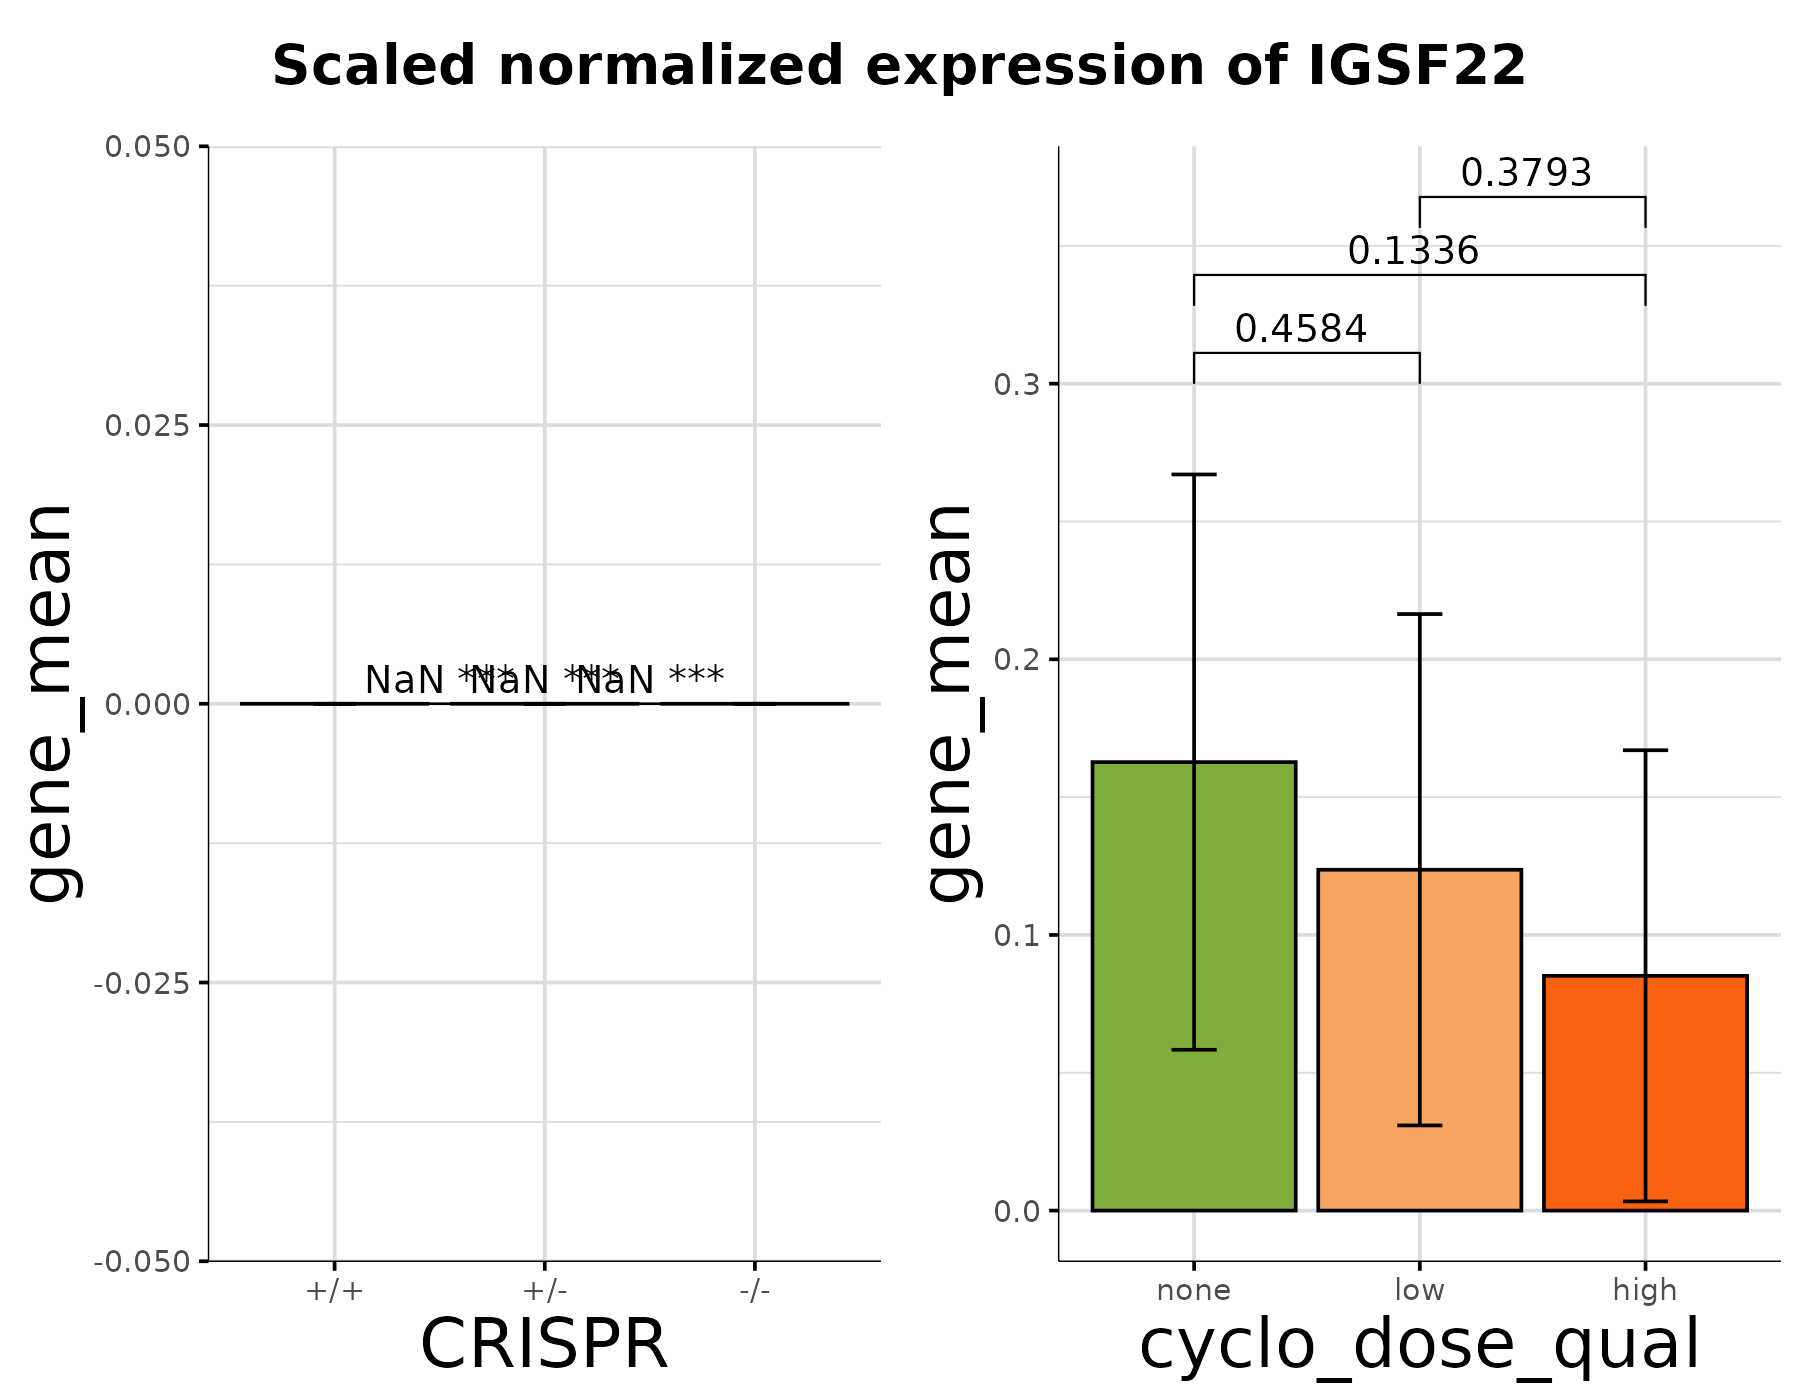 Scaled normalized expression of IGSF22
gene_mean
0.050
0.025
0.000
-0.025
-0.050
NaN ***
NaN ***
NaN ***
+/+
+/-
-/-
CRISPR
gene_mean
0.3
0.2
0.1
0.0
0.3793
0.1336
0.4584
none
low
high
cyclo_dose_qual